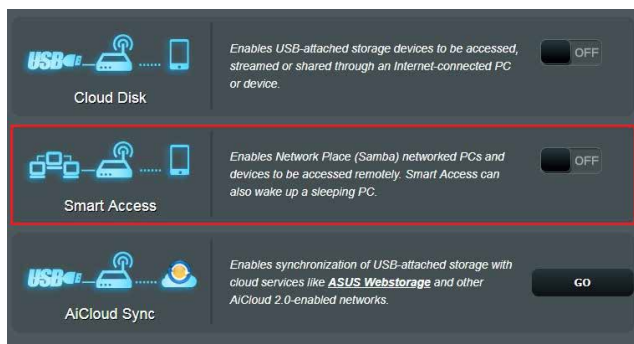 Enables USB-attached storage devices to be accessed,
streamed or shared through an Internet-connected PC
or device.
OFF
USB
Cloud Disk
Enables Network Place (Samba) networked PCs and
devices to be accessed remotely. Smart Access can
also wake up a sleeping PC.
OFF
Smart Access
Enables synchronization of USB-attached storage with
cloud services like ASUS Webstorage and other
AiCloud 2.0-enabled networks.
GO
USB
AiCloud Sync